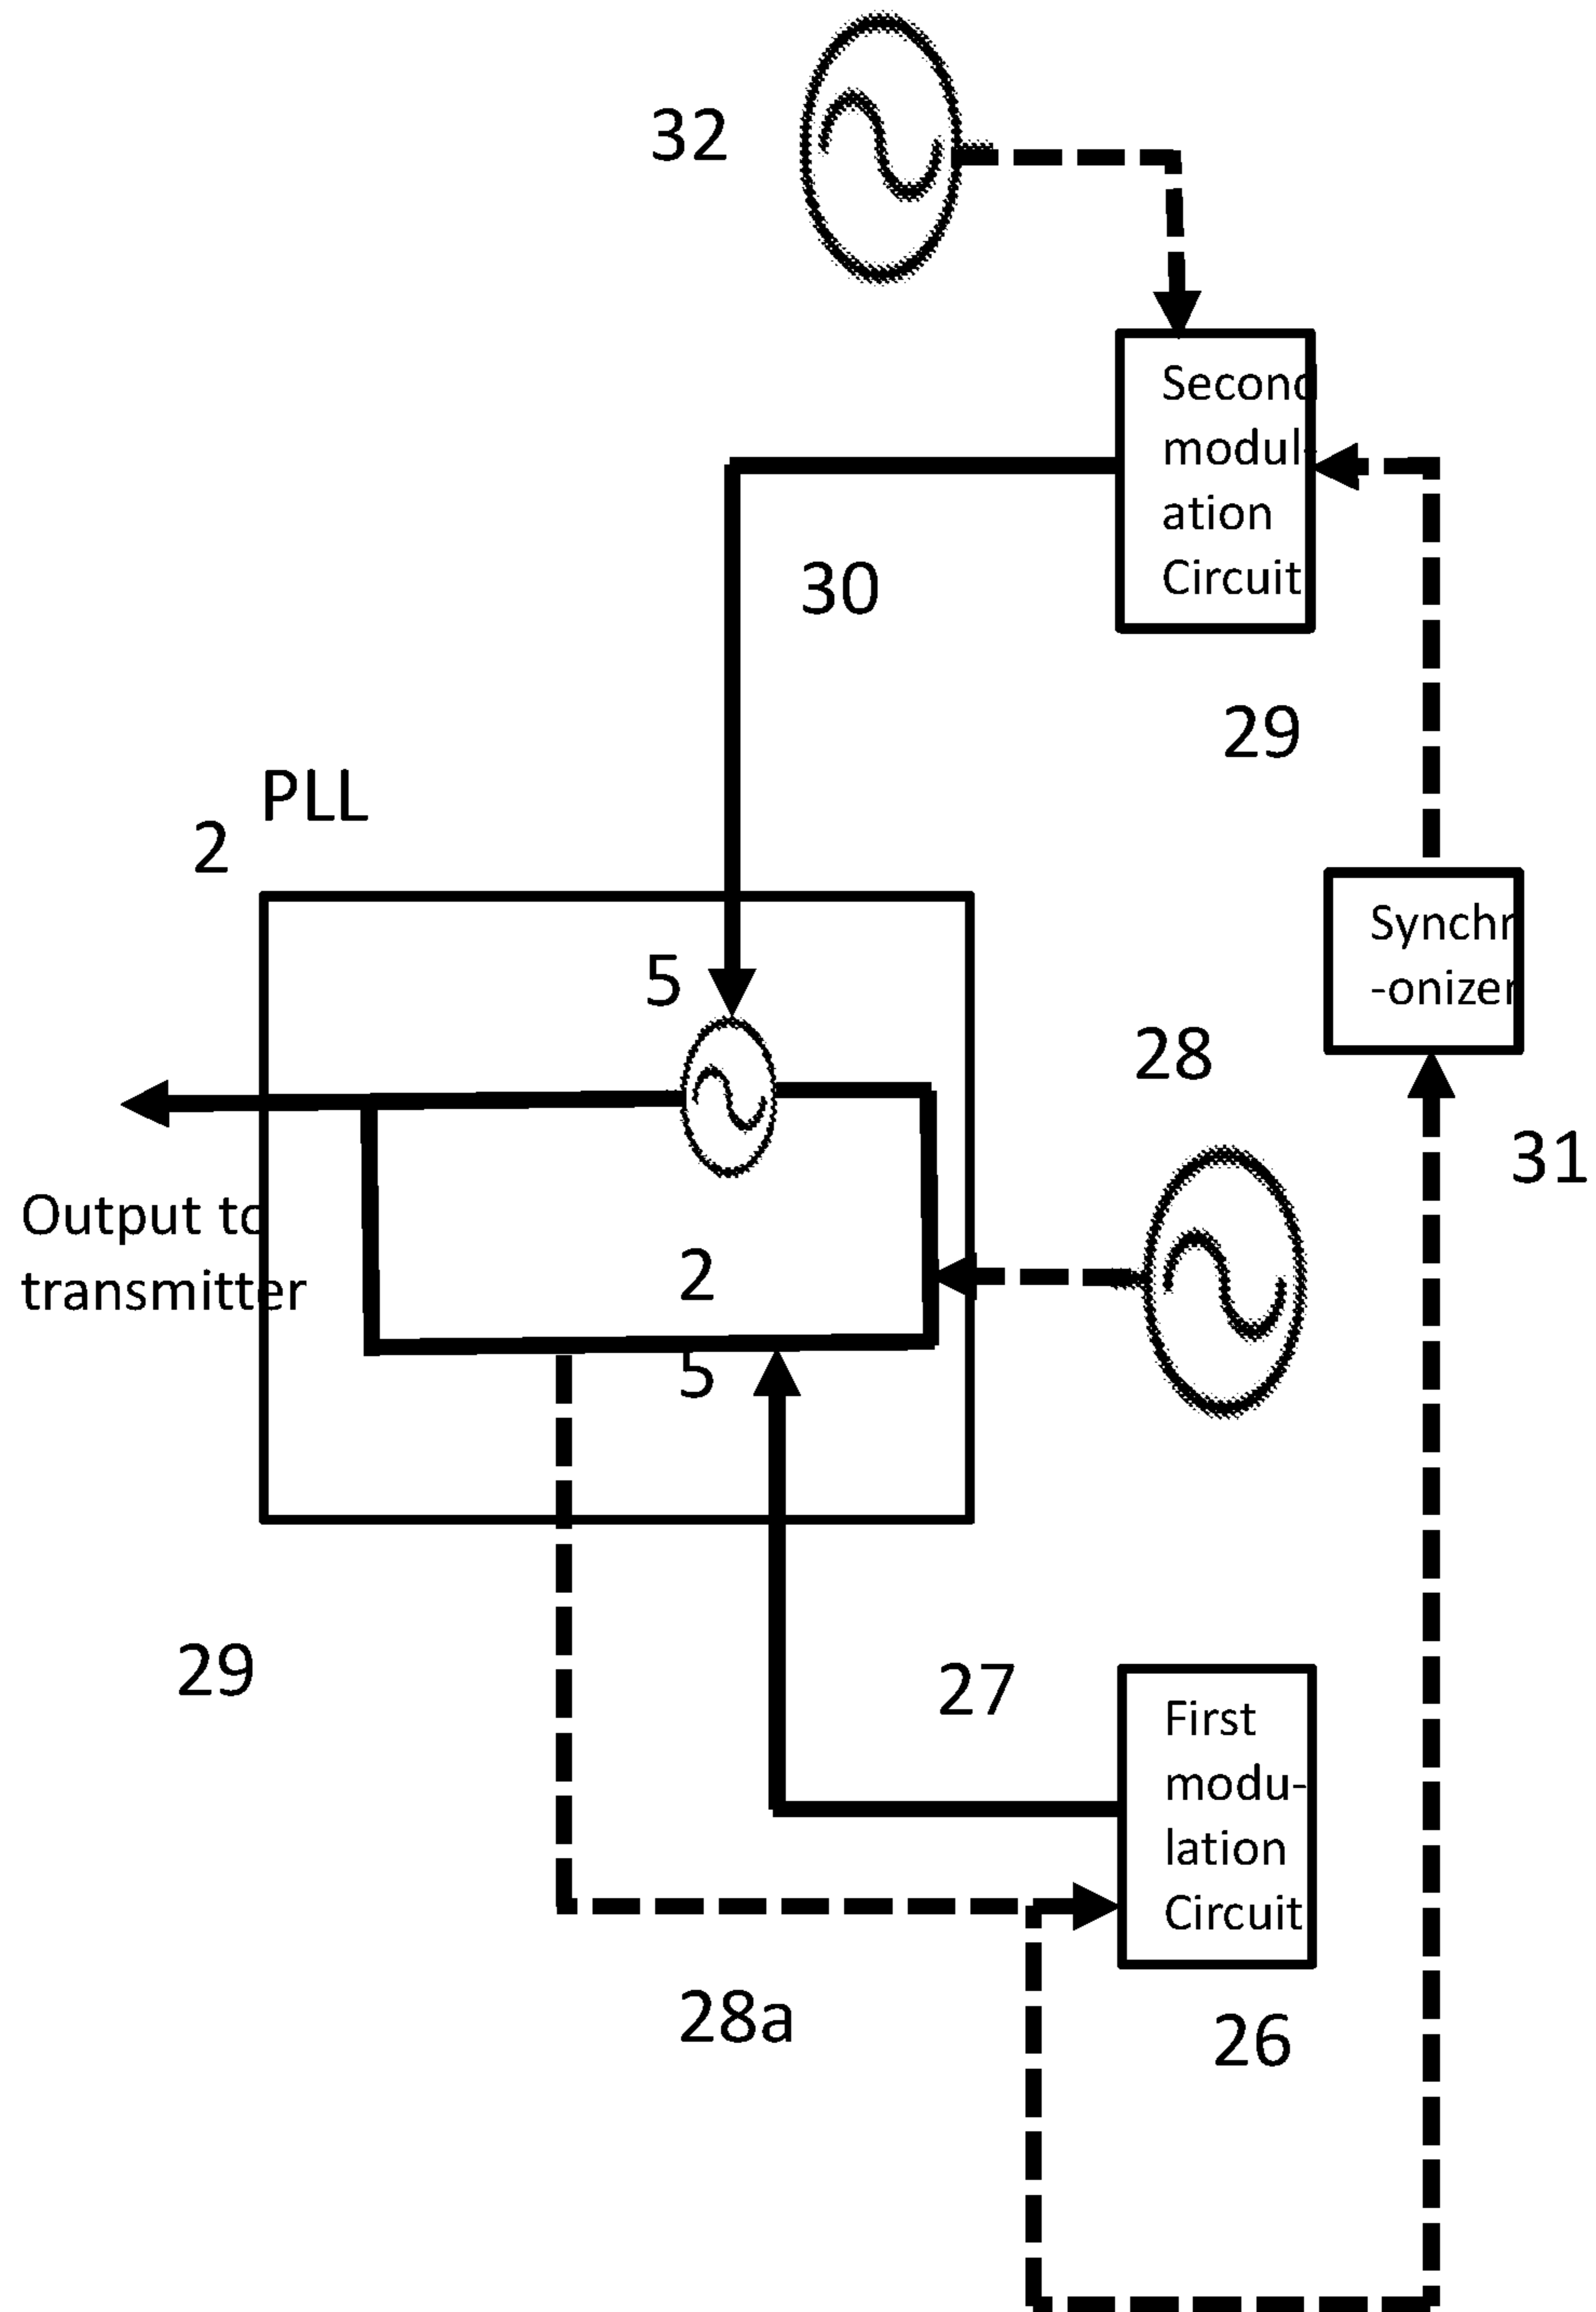 32
Second
modul-
ation
Circuit
30
29
PLL
2
Synchr
-onizer
5
28
31
Output to
transmitter
2
5
29
27
First
modu-
lation
Circuit
28a
26